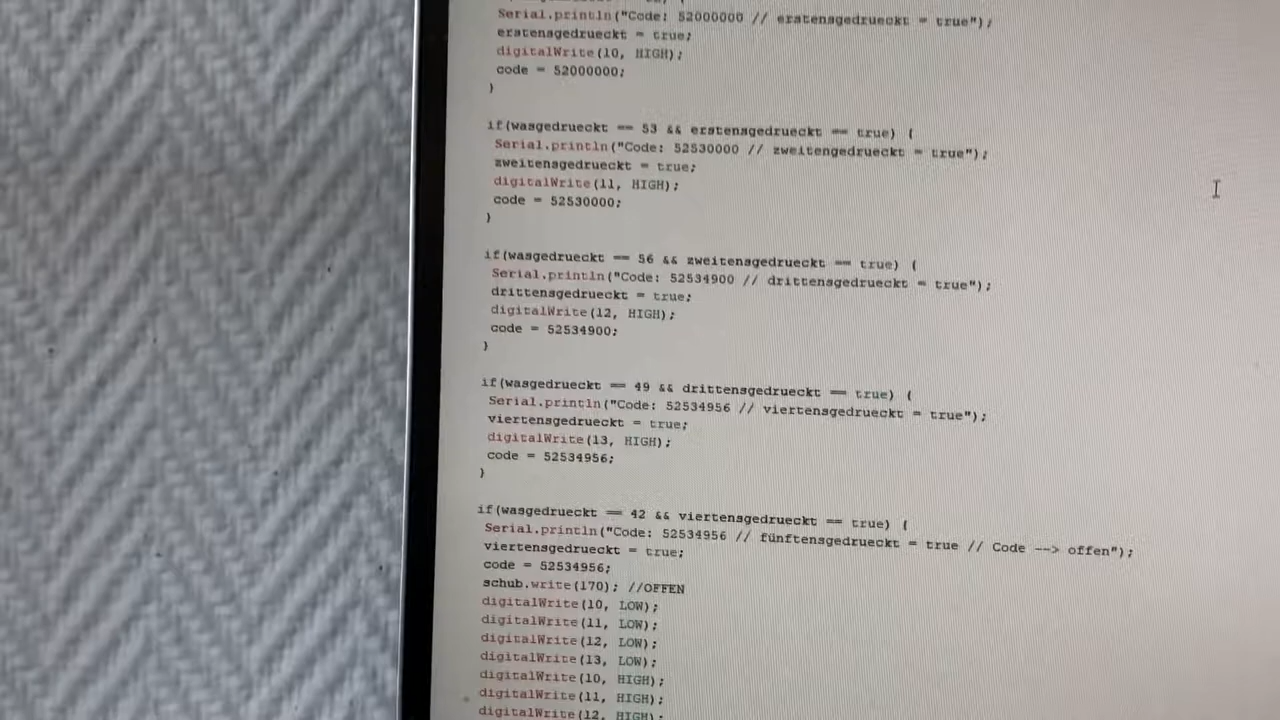 Serial.println("Code: 52000000 // erstensgedrueckt = true");
erstensgedrueckt = true;
digitalWrite(10, HIGH);
code = 52000000;
}
if(wasgedrueckt == 53 && erstensgedrueckt == true) {
Serial.println("Code: 52530000 // zweitengedrueckt = true");
zweitensgedrueckt = true;
digitalWrite(11, HIGH);
code = 52530000;
}
if(wasgedrueckt == 56 && zweitensgedrueckt == true) {
Serial.println("Code: 52534900 // drittensgedrueckt = true");
drittensgedrueckt = true;
digitalWrite(12, HIGH);
code = 52534900;
}
if(wasgedrueckt == 49 && drittensgedrueckt == true) {
Serial.println("Code: 52534956 // viertensgedrueckt = true");
viertensgedrueckt = true;
digitalWrite(13, HIGH);
code = 52534956;
}
if(wasgedrueckt == 42 && viertensgedrueckt == true) {
Serial.println("Code: 52534956 // fünftensgedrueckt = true // Code --> offen");
viertensgedrueckt = true;
code = 52534956;
schub.write(170); //OFFEN
digitalWrite(10, LOW);
digitalWrite(11, LOW);
digitalWrite(12, LOW);
digitalWrite(13, LOW);
digitalWrite(10, HIGH);
digitalWrite(11, HIGH);
digitalWrite(12, HIGH);